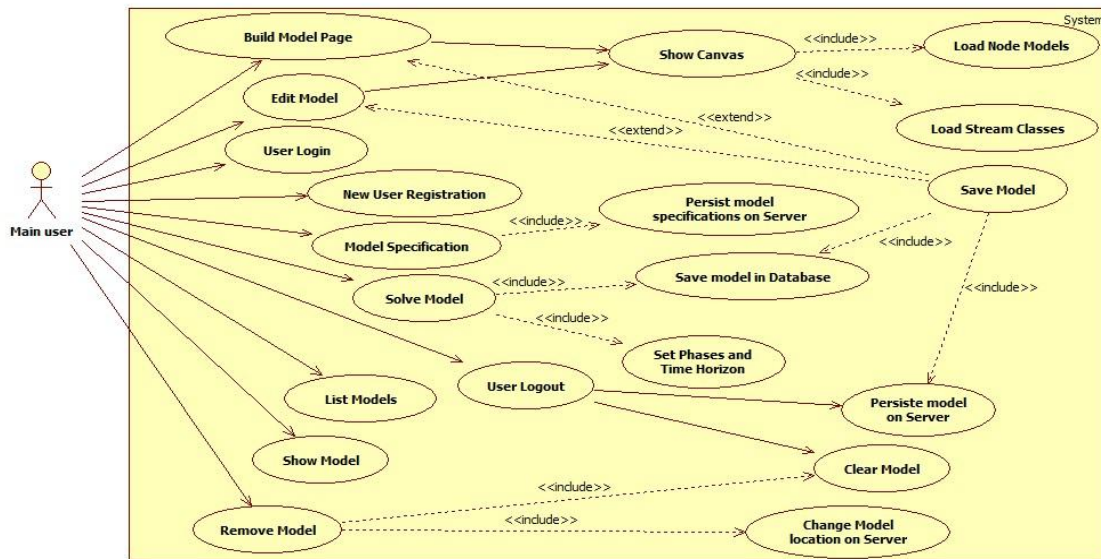 System
Build Model Page
Show Canvas
<<include>>
Load Node Models
<<include>>
Edit Model
<<extend>>
<<extend>>
Load Stream Classes
User Login
Main user
New User Registration
Save Model
Persist model
specifications on Server
<<include>>
Model Specification
<<include>>
Save model in Database
<<include>>
Solve Model
<<include>>
<<include>>
Set Phases and
Time Horizon
User Logout
List Models
Persiste model
on Server
Show Model
Clear Model
<<include>>
<<include>>
Remove Model
Change Model
location on Server